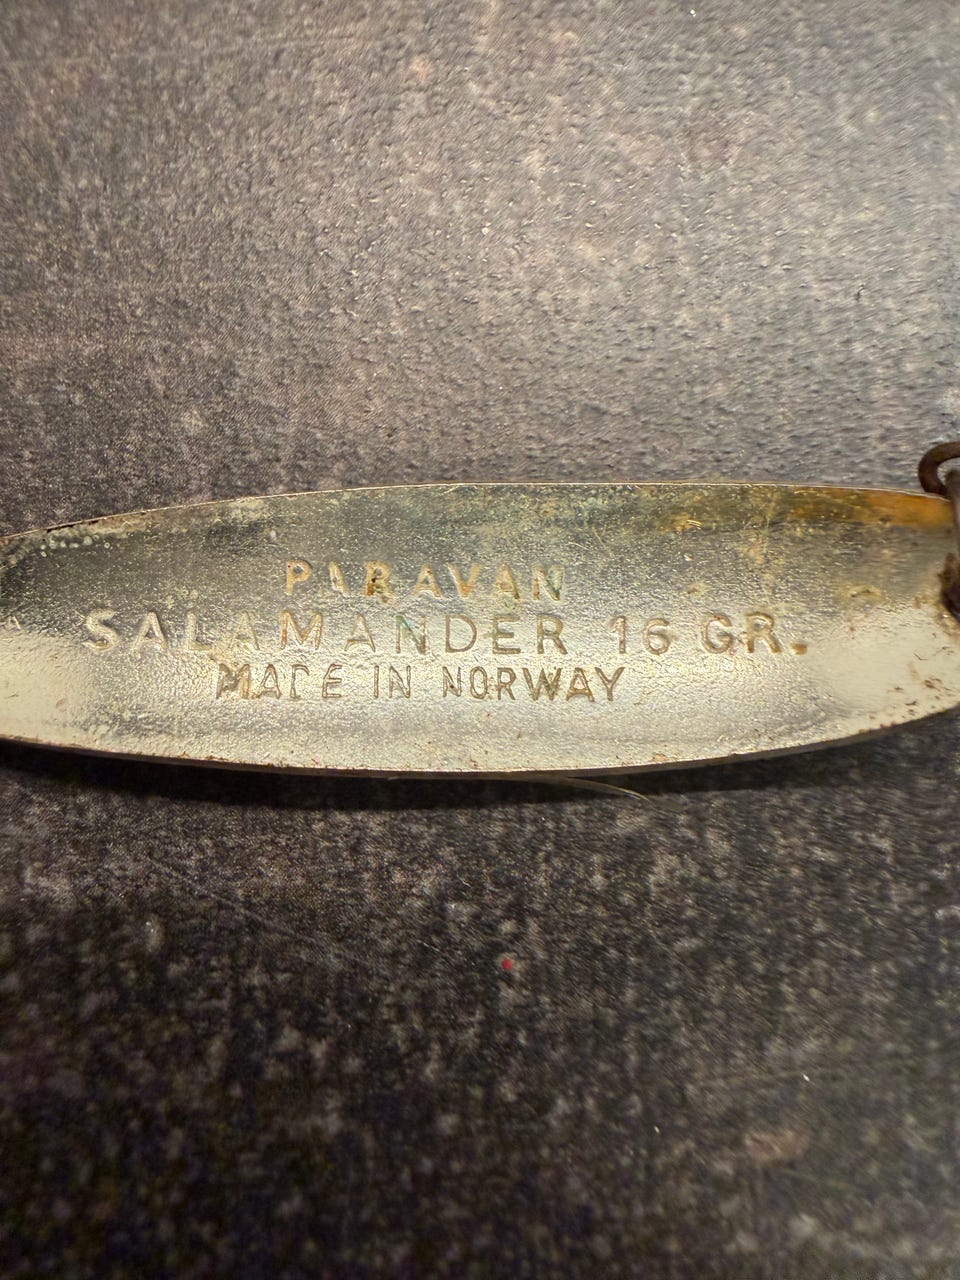 PARAVAN
SALAMANDER 16 GR.
MADE IN NORWAY